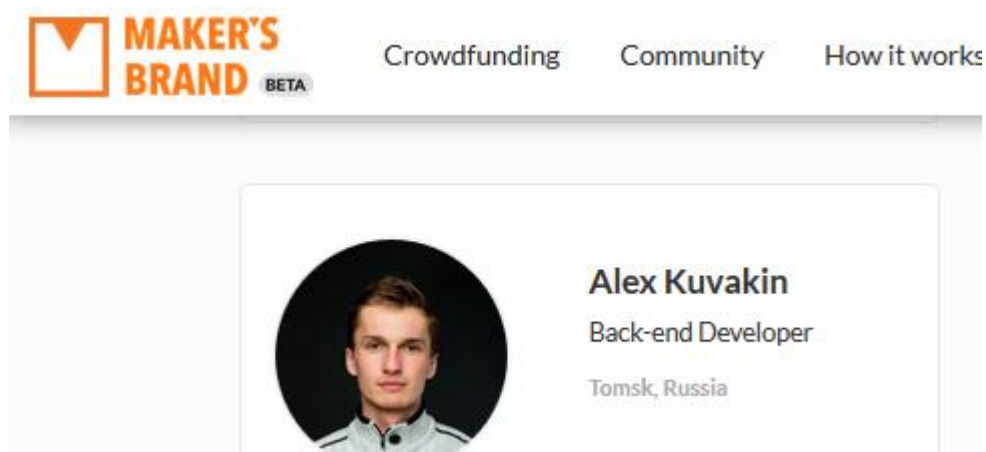 MAKER'S
BRAND BETA
Crowdfunding Community How it works
Alex Kuvakin
Back-end Developer
Tomsk, Russia